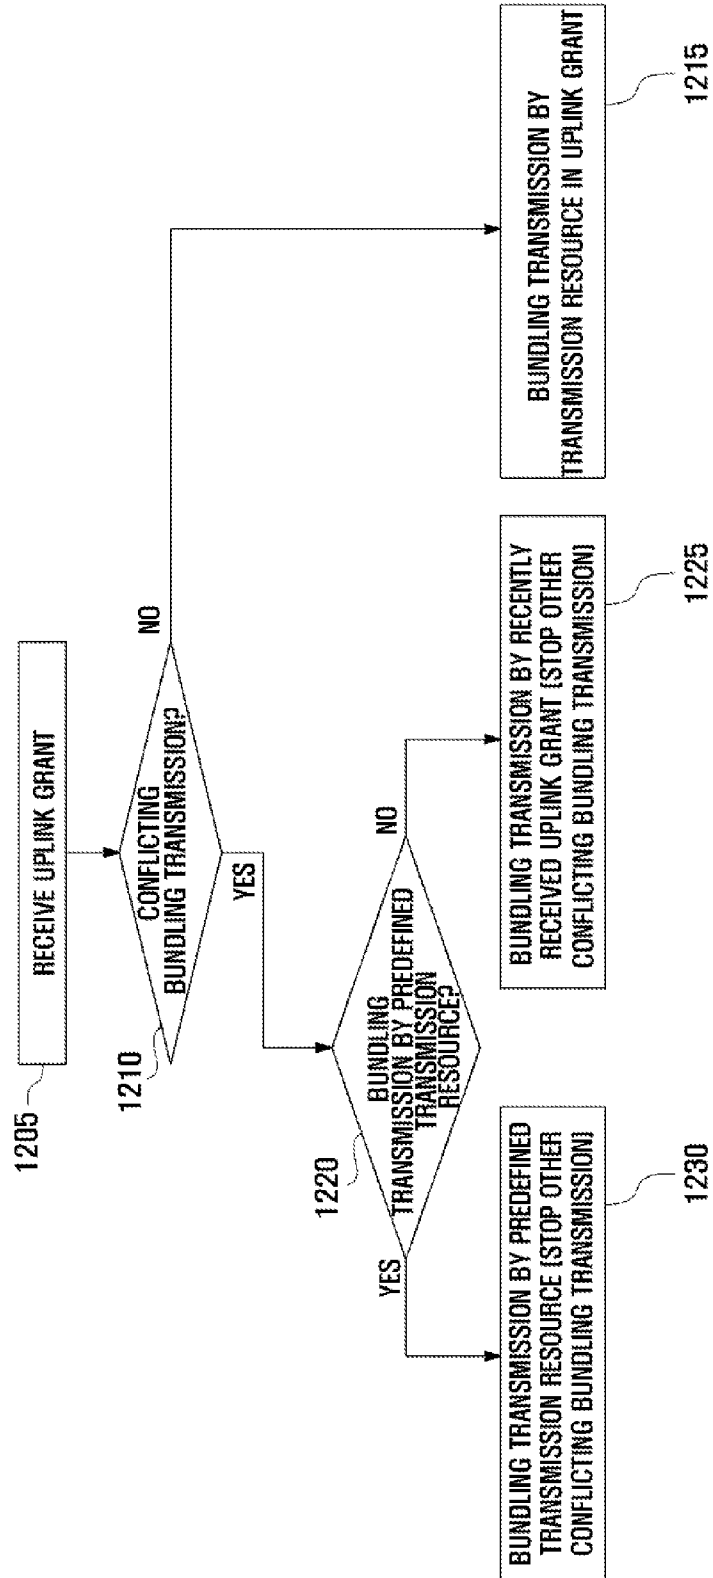 RECEIVE UPLINK GRANT
1205
CONFLICTING
BUNDLING TRANSMISSION?
1210
NO
YES
BUNDLING
TRANSMISSION BY PREDEFINED
TRANSMISSION
RESOURCE?
1220
YES
NO
BUNDLING TRANSMISSION BY PREDEFINED
TRANSMISSION RESOURCE (STOP OTHER
CONFLICTING BUNDLING TRANSMISSION)
1230
BUNDLING TRANSMISSION BY RECENTLY
RECEIVED UPLINK GRANT (STOP OTHER
CONFLICTING BUNDLING TRANSMISSION)
1225
BUNDLING TRANSMISSION BY
TRANSMISSION RESOURCE IN UPLINK GRANT
1215